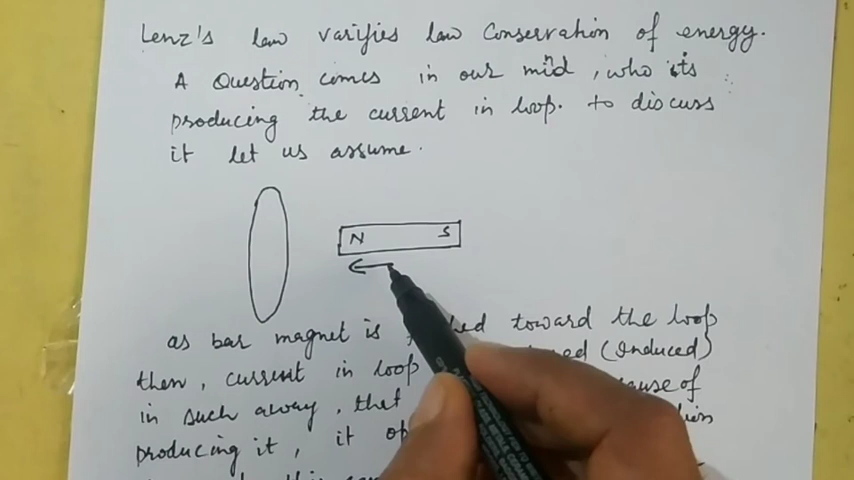 Lenz's law varifies law conservation of energy.
A Question comes in our mind, who its
producing the current in loop. to discuss
it let us assume.
N S
as bar magnet is toward the loop
then, current in loop (Induced)
in such away, that cause of
producing it, it